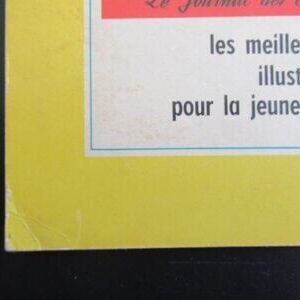 Le Journal des
les meille
illust
pour la jeune